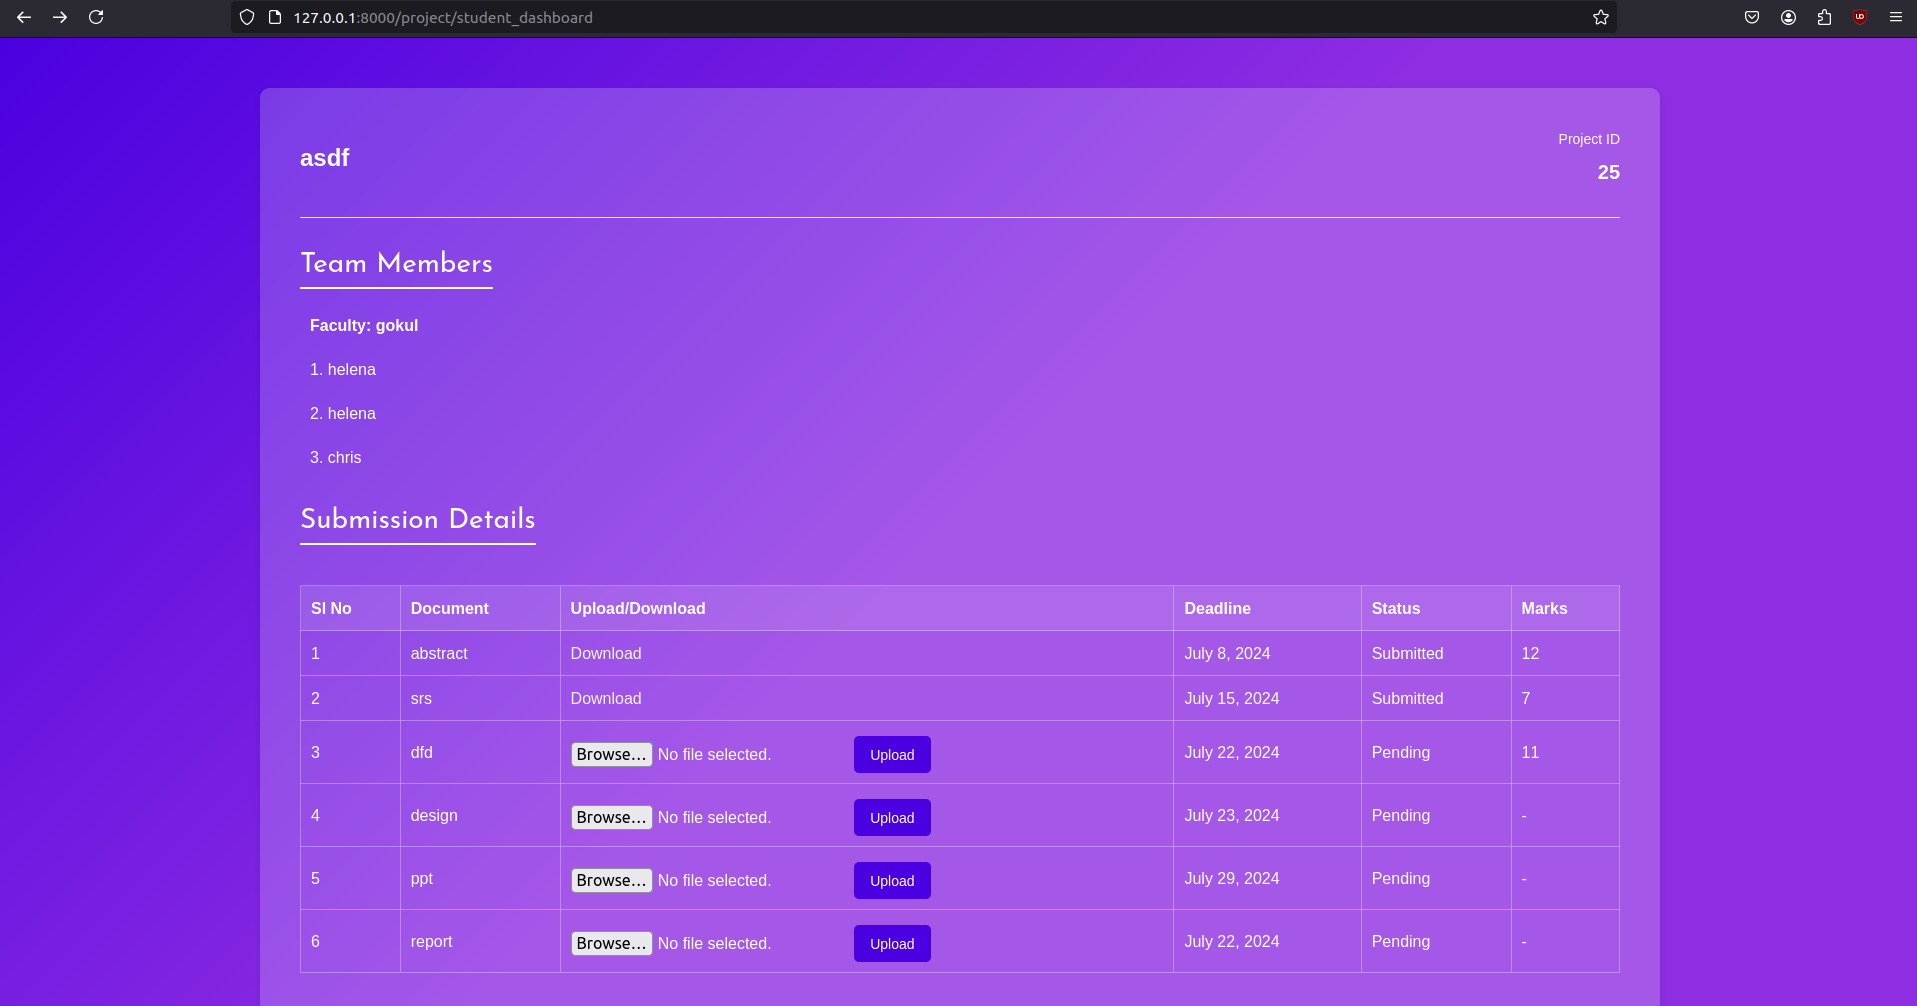 127.0.0.1:8000/project/student_dashboard
asdf
Project ID
25
Team Members
Faculty: gokul
1. helena
2. helena
3. chris
Submission Details
Sl No Document Upload/Download Deadline Status Marks
1 abstract Download July 8, 2024 Submitted 12
2 srs Download July 15, 2024 Submitted 7
3 dfd Browse... No file selected. Upload July 22, 2024 Pending 11
4 design Browse... No file selected. Upload July 23, 2024 Pending -
5 ppt Browse... No file selected. Upload July 29, 2024 Pending -
6 report Browse... No file selected. Upload July 22, 2024 Pending -